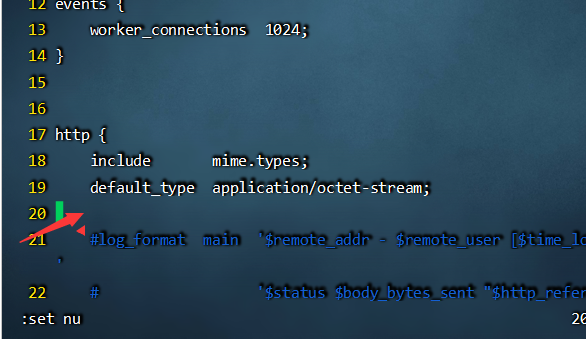 12 events {
13     worker_connections  1024;
14 }
15
16
17 http {
18     include       mime.types;
19     default_type  application/octet-stream;
20
21     #log_format  main  '$remote_addr - $remote_user [$time_lo
'
22     #                  '$status $body_bytes_sent "$http_refer
:set nu 20